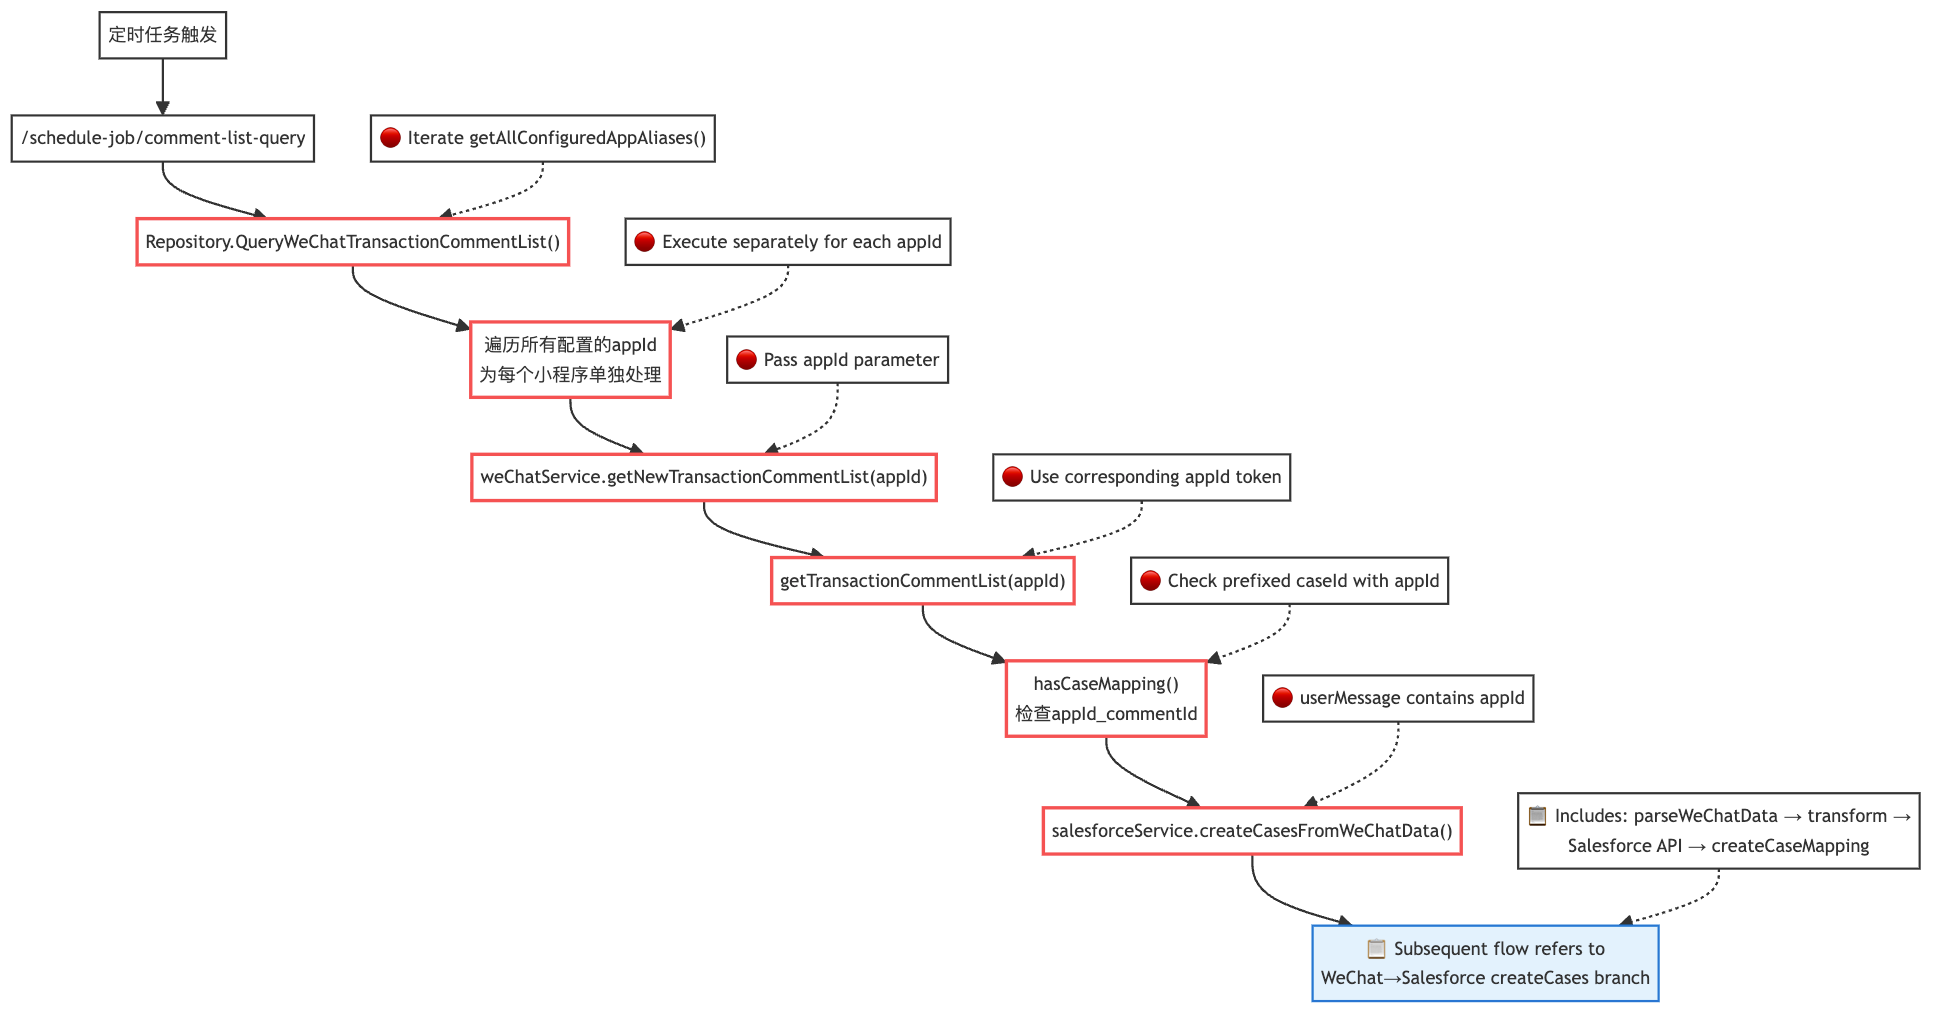 定时任务触发
/schedule-job/comment-list-query
🔴 Iterate getAllConfiguredAppAliases()
Repository.QueryWeChatTransactionCommentList()
🔴 Execute separately for each appId
遍历所有配置的appId
为每个小程序单独处理
🔴 Pass appId parameter
weChatService.getNewTransactionCommentList(appId)
🔴 Use corresponding appId token
getTransactionCommentList(appId)
🔴 Check prefixed caseId with appId
hasCaseMapping()
检查appId_commentId
🔴 userMessage contains appId
salesforceService.createCasesFromWeChatData()
📋 Includes: parseWeChatData → transform →
Salesforce API → createCaseMapping
📋 Subsequent flow refers to
WeChat→Salesforce createCases branch